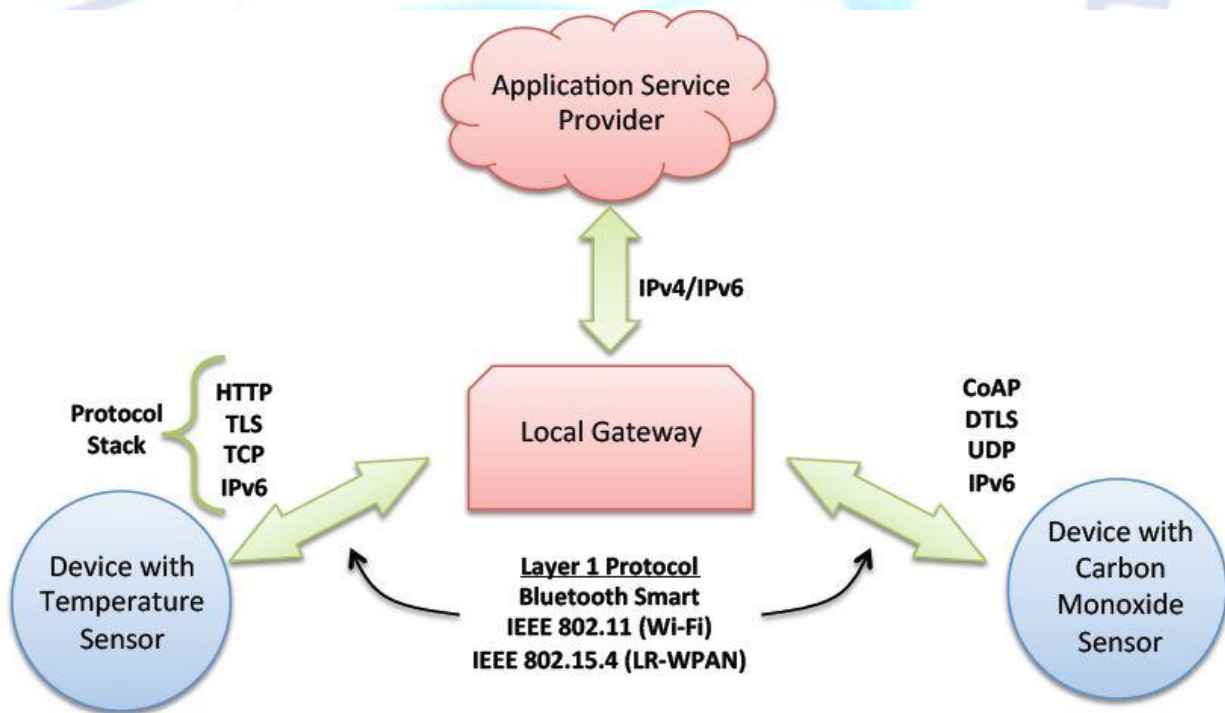 Application Service
Provider
IPv4/IPv6
Protocol
Stack
HTTP
TLS
TCP
IPv6
Local Gateway
CoAP
DTLS
UDP
IPv6
Device with
Temperature
Sensor
Layer 1 Protocol
Bluetooth Smart
IEEE 802.11 (Wi-Fi)
IEEE 802.15.4 (LR-WPAN)
Device with
Carbon
Monoxide
Sensor